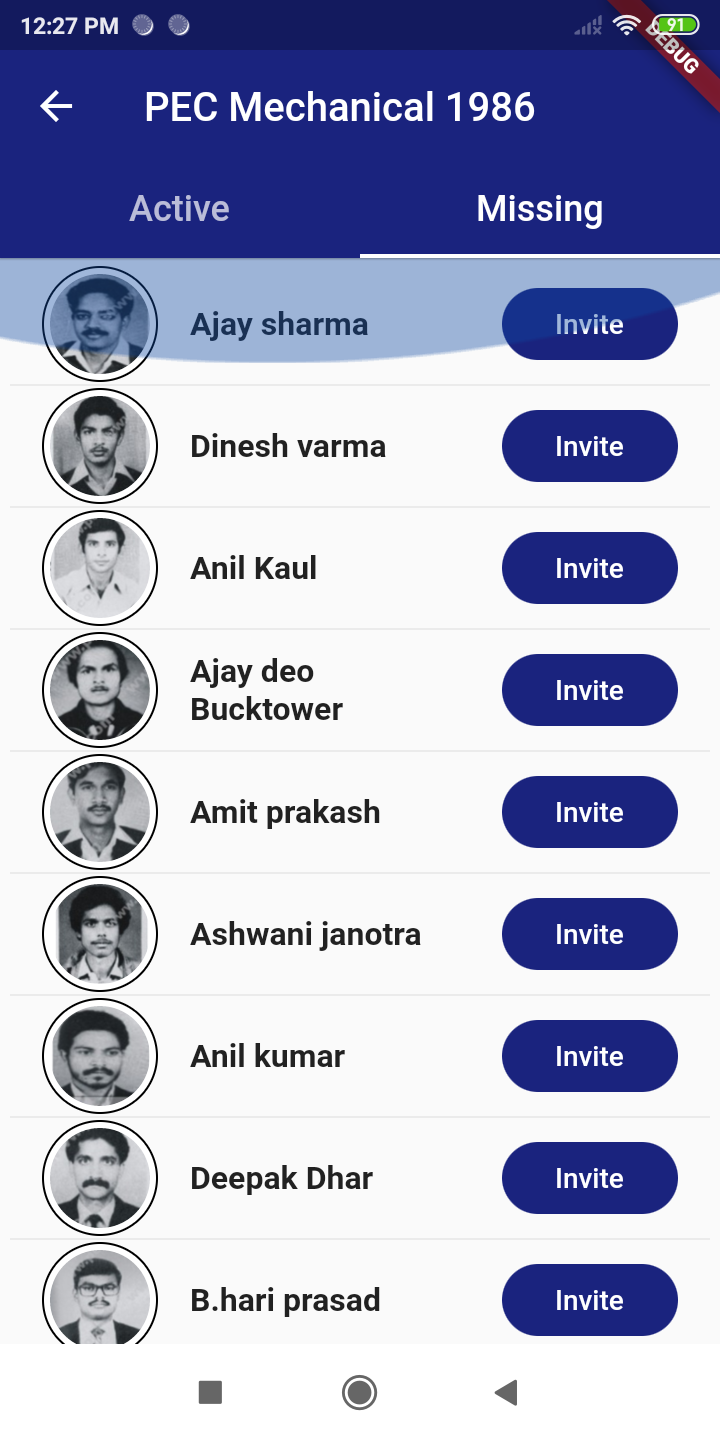 12:27 PM
91
DEBUG
PEC Mechanical 1986
Active
Missing
Ajay sharma
Invite
Dinesh varma
Invite
Anil Kaul
Invite
Ajay deo
Bucktower
Invite
Amit prakash
Invite
Ashwani janotra
Invite
Anil kumar
Invite
Deepak Dhar
Invite
B.hari prasad
Invite